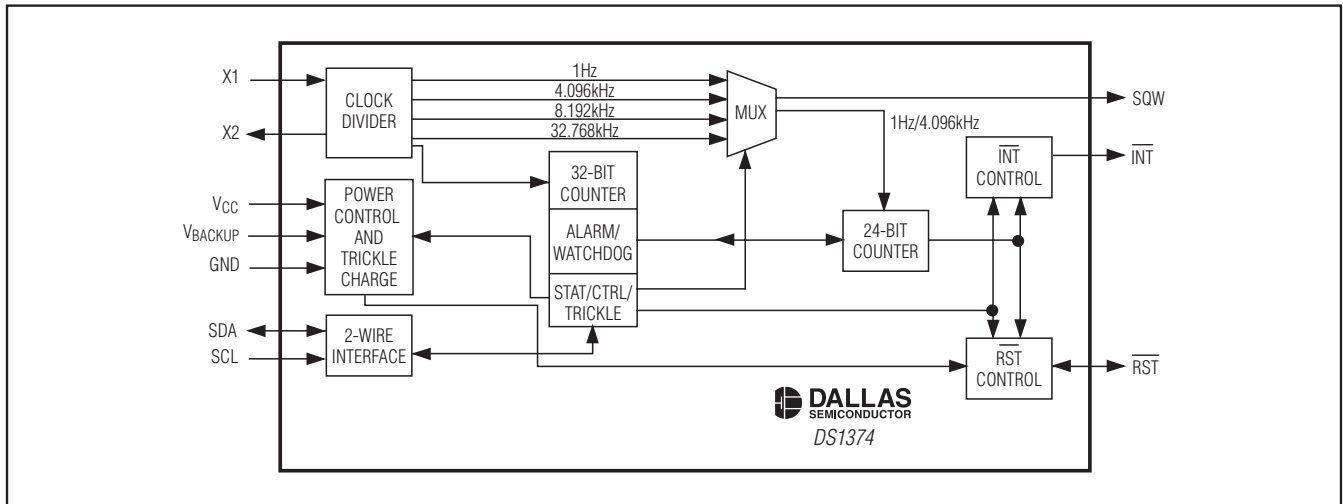 X1
X2
VCC
VBACKUP
GND
SDA
SCL
CLOCK
DIVIDER
1Hz
4.096kHz
8.192kHz
32.768kHz
MUX
SQW
1Hz/4.096kHz
INT
CONTROL
INT
POWER
CONTROL
AND
TRICKLE
CHARGE
32-BIT
COUNTER
ALARM/
WATCHDOG
STAT/CTRL/
TRICKLE
24-BIT
COUNTER
2-WIRE
INTERFACE
RST
CONTROL
RST
DALLAS
SEMICONDUCTOR
DS1374